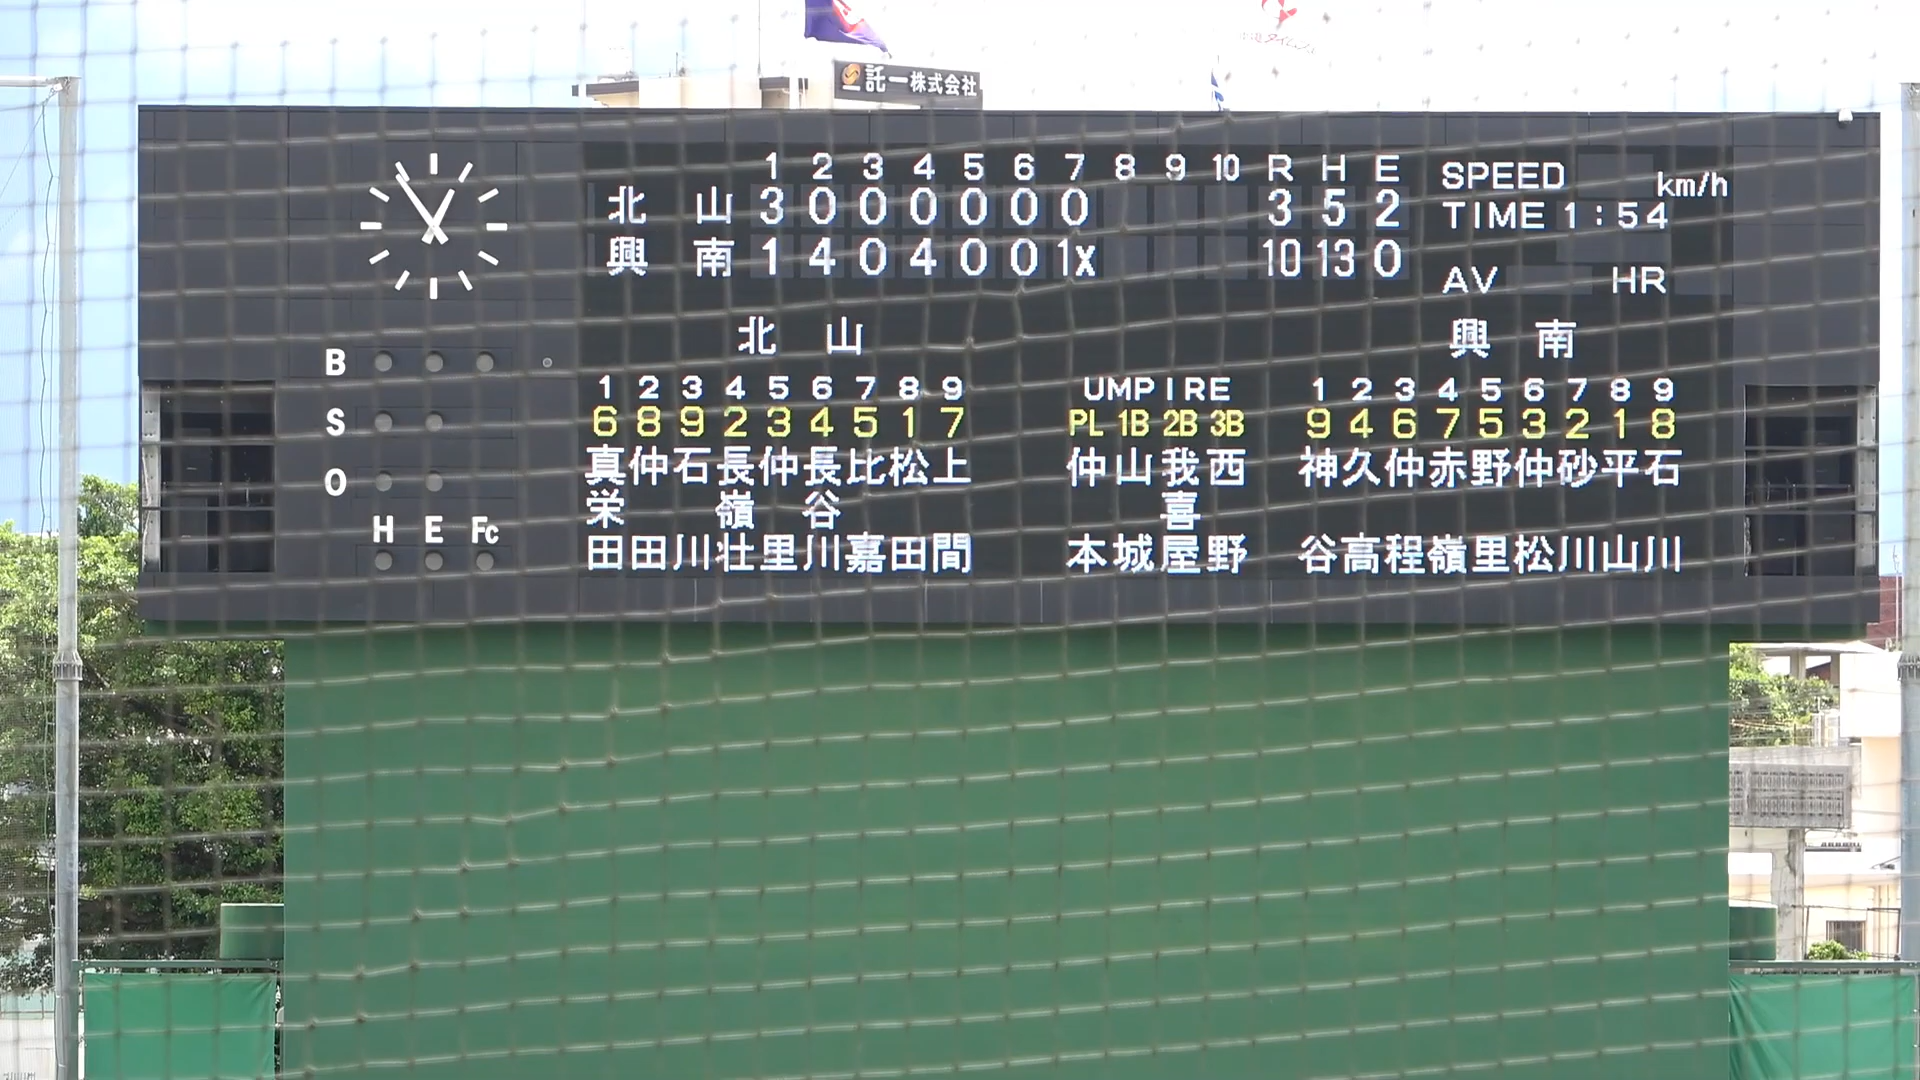 タイムス
託一株式会社
1 2 3 4 5 6 7 8 9 10 R H E
北山 3 0 0 0 0 0 0 3 5 2
興南 1 4 0 4 0 0 1X 10 13 0
SPEED km/h
TIME 1:54
AV HR
北山
興南
B
S
O
H E Fc
1 2 3 4 5 6 7 8 9
6 8 9 2 3 4 5 1 7
真栄田 仲田 石川 長嶺壮 仲里 長谷川 比嘉 松田 上間
UMPIRE
PL 1B 2B 3B
仲本 山城 我喜屋 西野
1 2 3 4 5 6 7 8 9
9 4 6 7 5 3 2 1 8
神谷 久高 仲程 赤嶺 野里 仲松 砂川 平山 石川